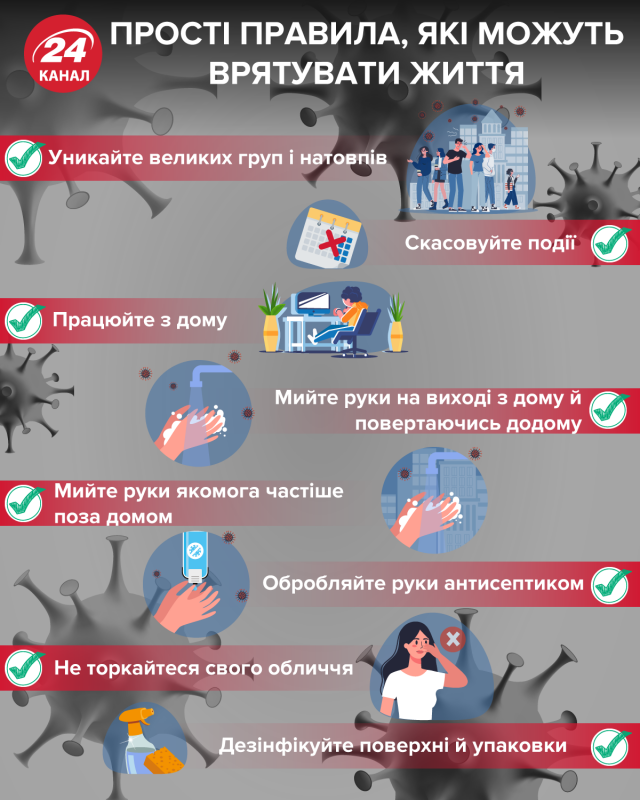 24
КАНАЛ
ПРОСТІ ПРАВИЛА, ЯКІ МОЖУТЬ
ВРЯТУВАТИ ЖИТТЯ
Уникайте великих груп і натовпів
Скасовуйте події
Працюйте з дому
Мийте руки на виході з дому й
повертаючись додому
Мийте руки якомога частіше
поза домом
Обробляйте руки антисептиком
Не торкайтеся свого обличчя
Дезінфікуйте поверхні й упаковки